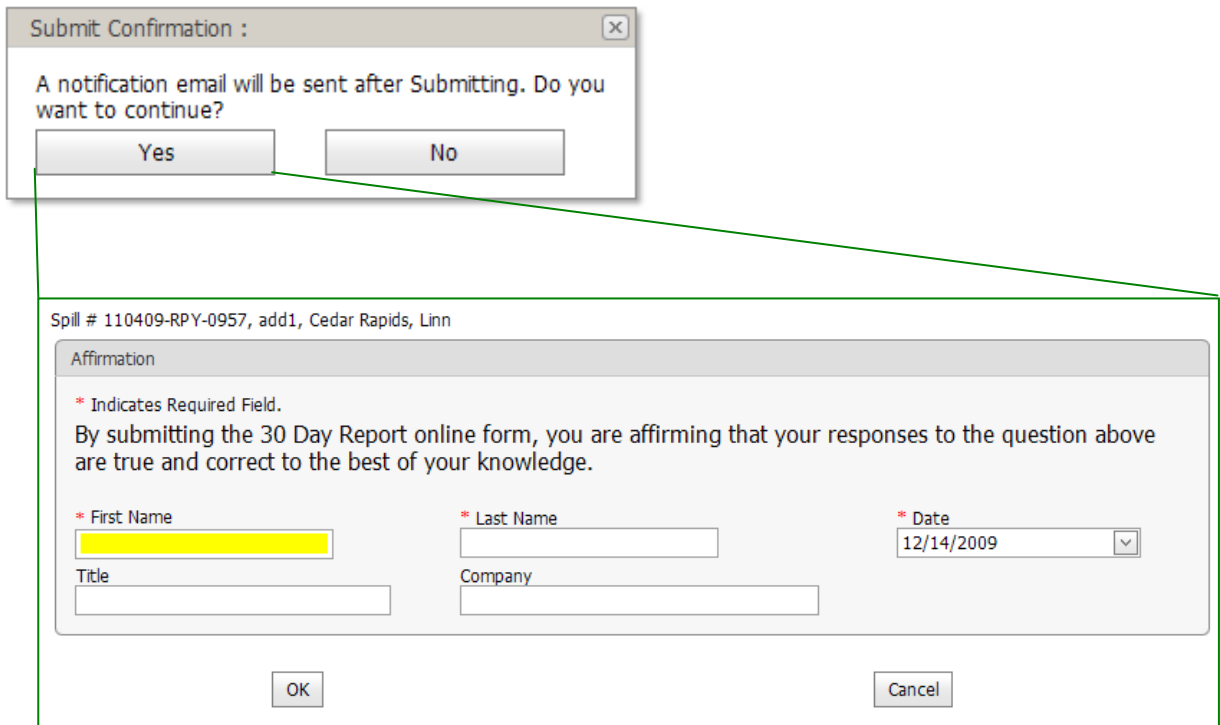 Submit Confirmation :
A notification email will be sent after Submitting. Do you
want to continue?
Yes No
Spill # 110409-RPY-0957, add1, Cedar Rapids, Linn
Affirmation
* Indicates Required Field.
By submitting the 30 Day Report online form, you are affirming that your responses to the question above
are true and correct to the best of your knowledge.
* First Name * Last Name * Date
12/14/2009
Title Company
OK Cancel